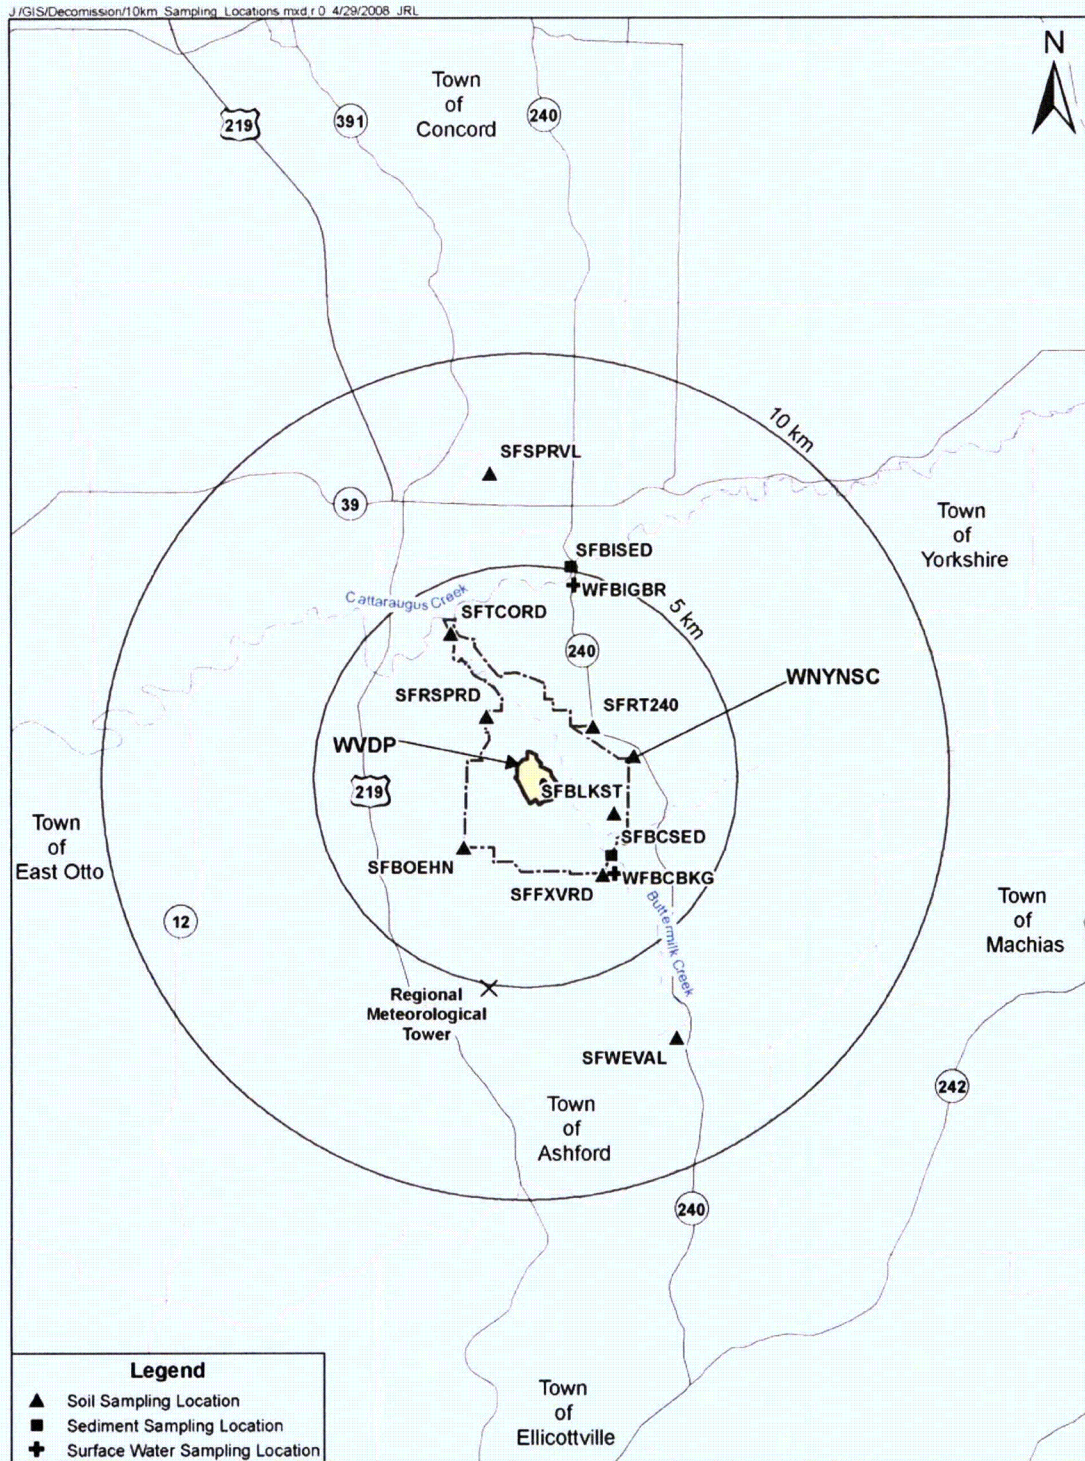 J:/GIS/Decomission/10km_Sampling_Locations.mxd,r.0 4/29/2008 JRL
N
Town
of
Concord
219
391
240
10 km
SFSPRVL
39
Town
of
Yorkshire
SFBISED
WFBIGBR
Cattaraugus Creek
SFTCORD
5 km
240
WNYNSC
SFRSPRD
SFRT240
WVDP
219
SFBLKST
Town
of
East Otto
SFBCSED
SFBOEHN
WFBCBKG
SFFXVRD
12
Buttermilk Creek
Town
of
Machias
Regional
Meteorological
Tower
SFWEVAL
242
Town
of
Ashford
240
Legend
Soil Sampling Location
Sediment Sampling Location
Surface Water Sampling Location
Town
of
Ellicottville